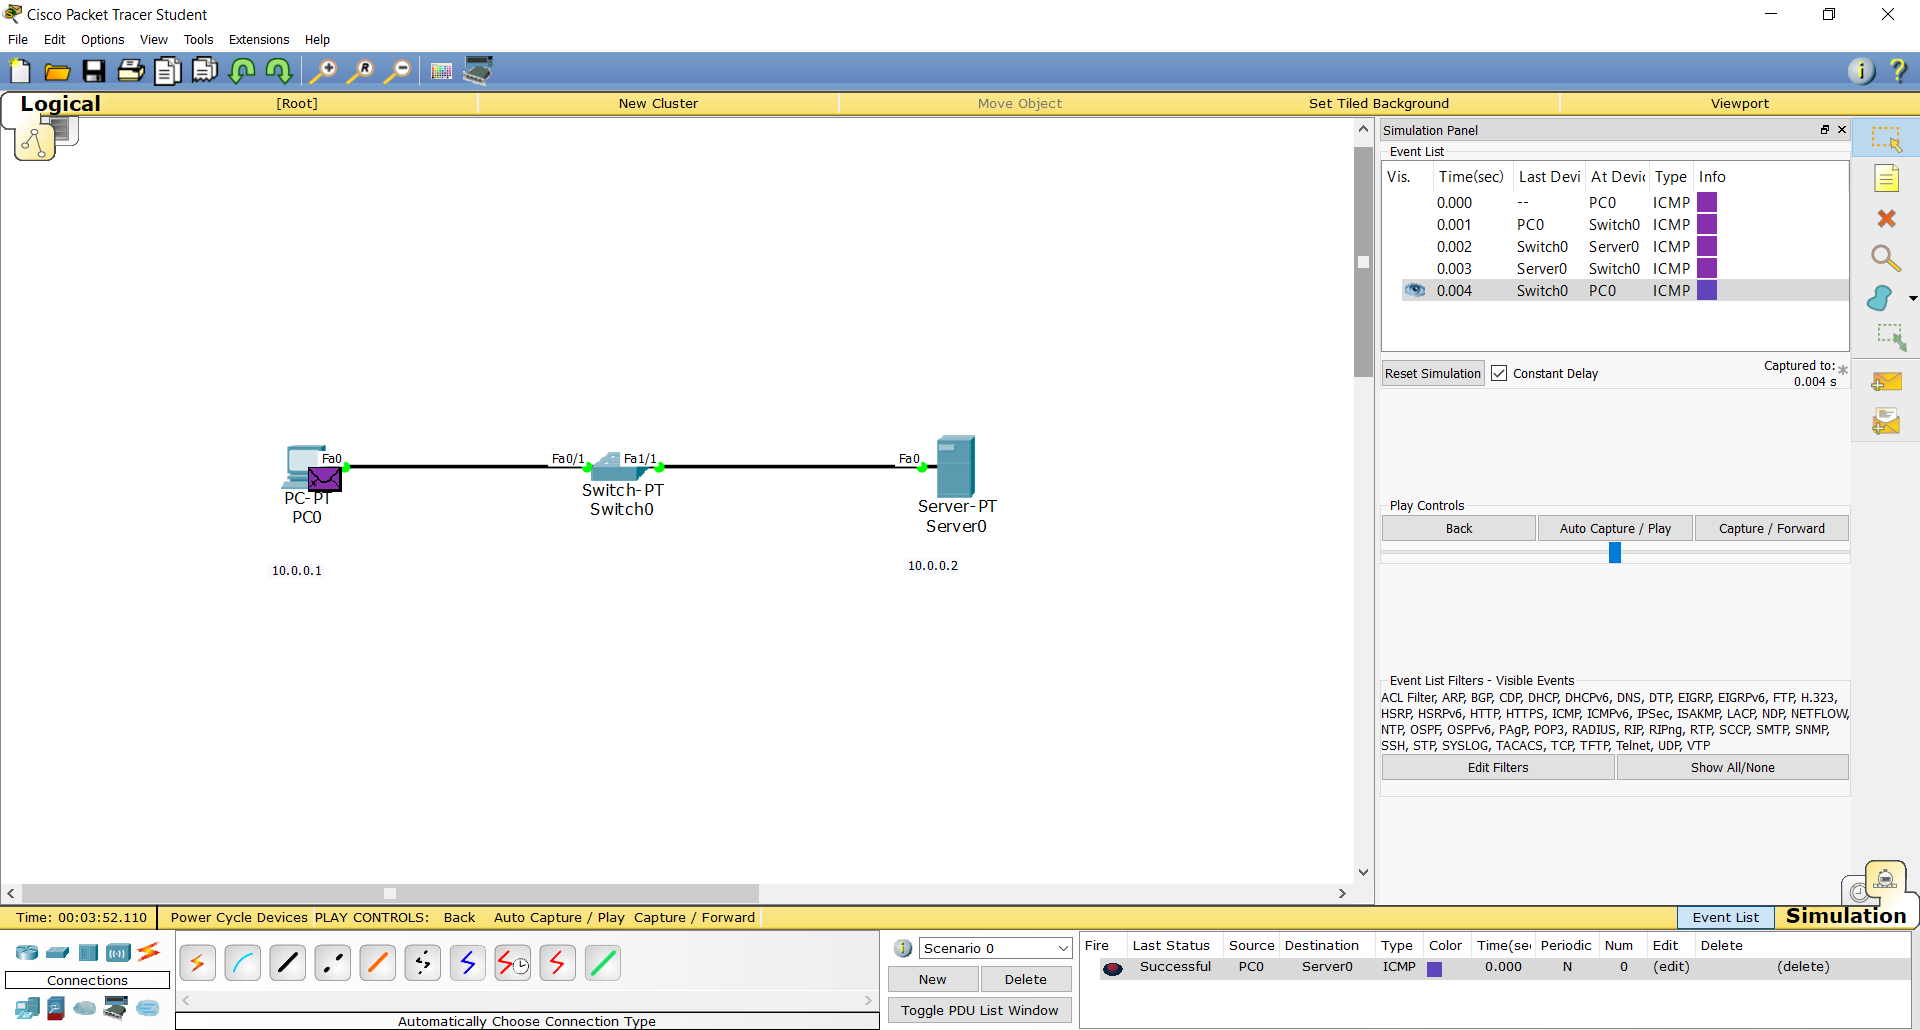 Cisco Packet Tracer Student
File Edit Options View Tools Extensions Help
Logical [Root] New Cluster Move Object Set Tiled Background Viewport
Simulation Panel
Event List
Vis. Time(sec) Last Devi At Devic Type Info
0.000 -- PC0 ICMP
0.001 PC0 Switch0 ICMP
0.002 Switch0 Server0 ICMP
0.003 Server0 Switch0 ICMP
0.004 Switch0 PC0 ICMP
Reset Simulation Constant Delay Captured to: *
0.004 s
Fa0 Fa0/1 Fa1/1 Fa0
PC-PT Switch-PT Server-PT
PC0 Switch0 Server0
10.0.0.1 10.0.0.2
Play Controls
Back Auto Capture / Play Capture / Forward
Event List Filters - Visible Events
ACL Filter, ARP, BGP, CDP, DHCP, DHCPv6, DNS, DTP, EIGRP, EIGRPv6, FTP, H.323,
HSRP, HSRPv6, HTTP, HTTPS, ICMP, ICMPv6, IPSec, ISAKMP, LACP, NDP, NETFLOW,
NTP, OSPF, OSPFv6, PAgP, POP3, RADIUS, RIP, RIPng, RTP, SCCP, SMTP, SNMP,
SSH, STP, SYSLOG, TACACS, TCP, TFTP, Telnet, UDP, VTP
Edit Filters Show All/None
Time: 00:03:52.110 Power Cycle Devices PLAY CONTROLS: Back Auto Capture / Play Capture / Forward Event List Simulation
Connections
Automatically Choose Connection Type
Scenario 0
New Delete
Toggle PDU List Window
Fire Last Status Source Destination Type Color Time(se Periodic Num Edit Delete
Successful PC0 Server0 ICMP 0.000 N 0 (edit) (delete)